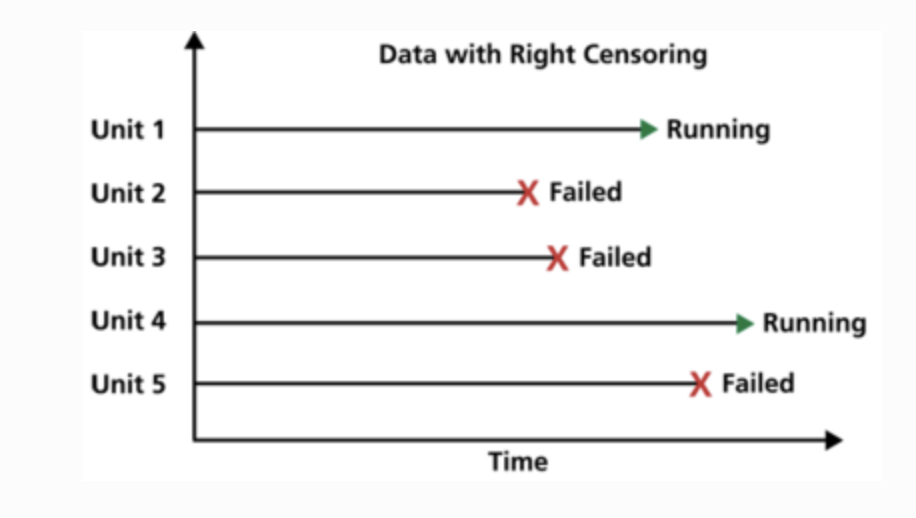 Data with Right Censoring
Unit 1 Running
Unit 2 X Failed
Unit 3 X Failed
Unit 4 Running
Unit 5 X Failed
Time